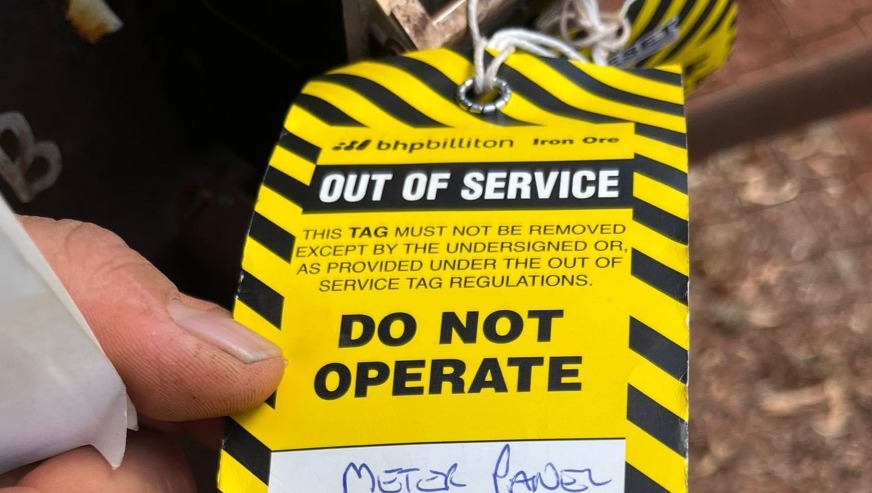 bhpbilliton Iron Ore
OUT OF SERVICE
THIS TAG MUST NOT BE REMOVED
EXCEPT BY THE UNDERSIGNED OR,
AS PROVIDED UNDER THE OUT OF
SERVICE TAG REGULATIONS.
DO NOT
OPERATE
METER PANEL
B